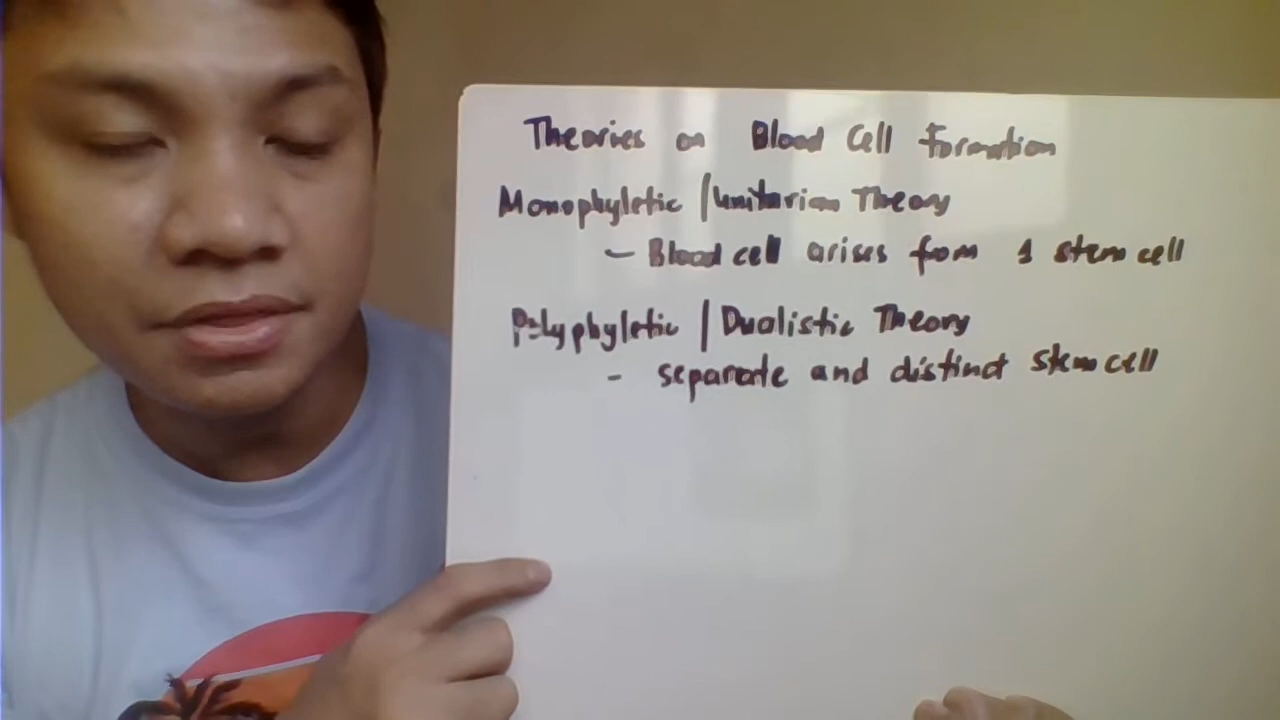 Theories on Blood Cell Formation
Monophyletic / Unitarian Theory
- Blood cell arises from 1 stem cell
Polyphyletic / Dualistic Theory
- separate and distinct stem cell